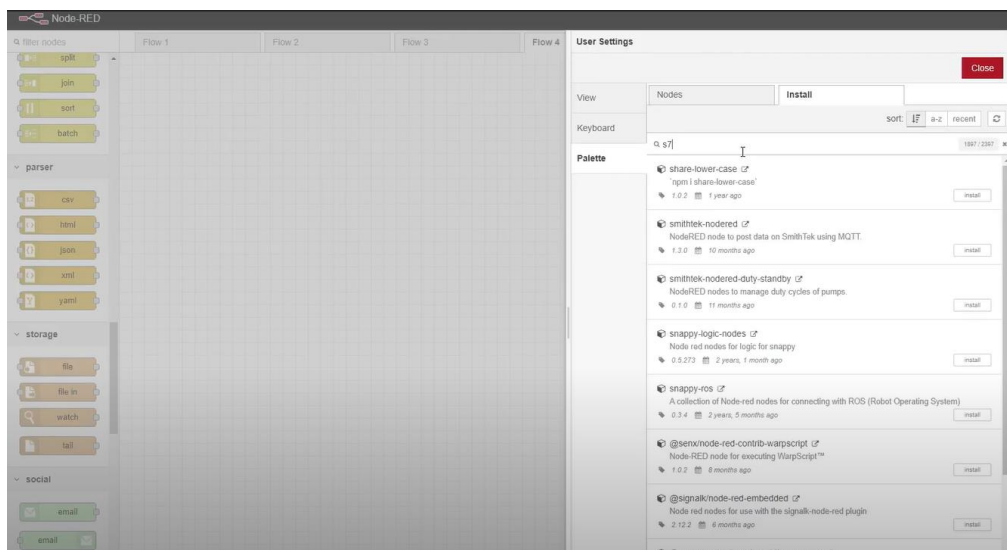 Node-RED
filter nodes
Flow 1
Flow 2
Flow 3
Flow 4
User Settings
Close
split
join
sort
batch
parser
csv
html
json
xml
yaml
storage
file
file in
watch
tail
social
email
email
View
Keyboard
Palette
Nodes
Install
sort:
a-z
recent
s7
1597 / 2397
share-lower-case
`npm i share-lower-case`
1.0.2 1 year ago
install
smithtek-nodered
NodeRED node to post data on SmithTek using MQTT.
1.3.0 10 months ago
install
smithtek-nodered-duty-standby
NodeRED nodes to manage duty cycles of pumps.
0.1.0 11 months ago
install
snappy-logic-nodes
Node red nodes for logic for snappy
0.5.273 2 years, 1 month ago
install
snappy-ros
A collection of Node-red nodes for connecting with ROS (Robot Operating System)
0.3.4 2 years, 5 months ago
install
@senx/node-red-contrib-warpscript
Node-RED node for executing WarpScript™
1.0.2 8 months ago
install
@signalk/node-red-embedded
Node red nodes for use with the signalk-node-red plugin
2.12.2 6 months ago
install